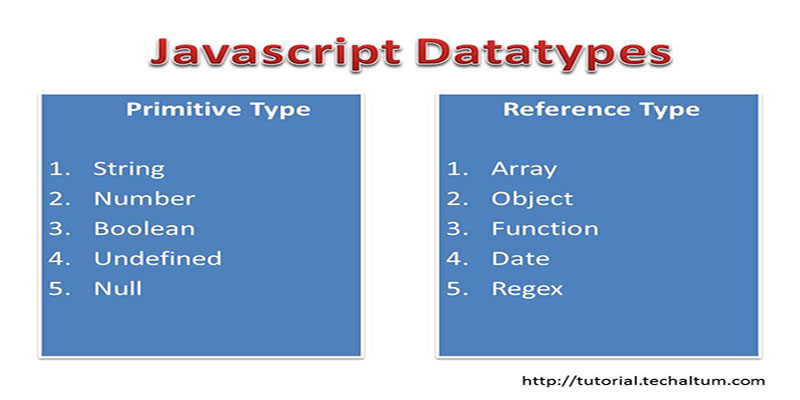 Javascript Datatypes
Primitive Type
1. String
2. Number
3. Boolean
4. Undefined
5. Null
Reference Type
1. Array
2. Object
3. Function
4. Date
5. Regex
http://tutorial.techaltum.com